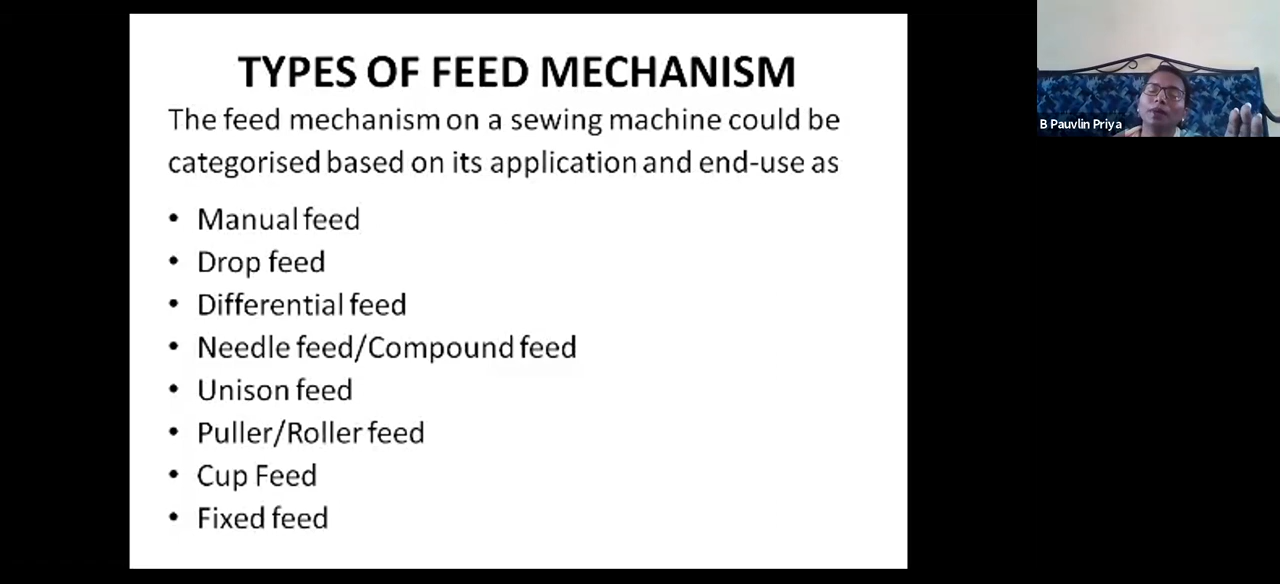 TYPES OF FEED MECHANISM
The feed mechanism on a sewing machine could be
categorised based on its application and end-use as
• Manual feed
• Drop feed
• Differential feed
• Needle feed/Compound feed
• Unison feed
• Puller/Roller feed
• Cup Feed
• Fixed feed
B Pauvlin Priya